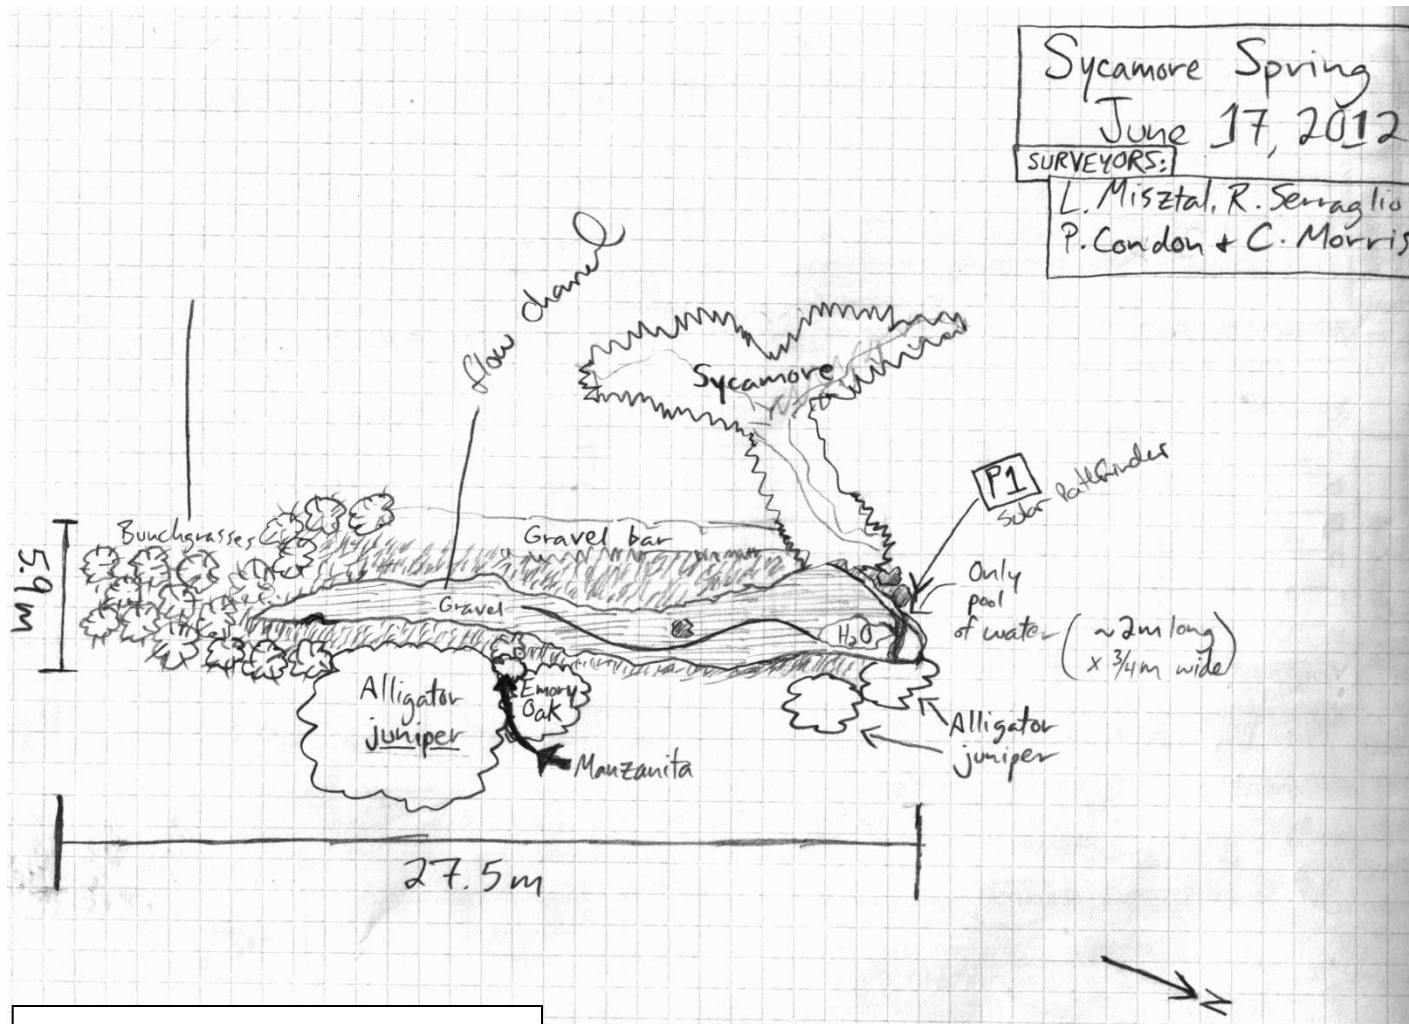 Sycamore Spring
June 17, 2012
SURVEYORS:
L. Misztal, R. Serraglio
P. Condon + C. Morris
flow channel
Sycamore
P1
Solar Pathfinder
Bunchgrasses
Gravel bar
Only
pool
of water
(~2m long
x 3/4m wide)
5.9m
Gravel
H2O
Alligator
juniper
Emory
Oak
Manzanita
Alligator
juniper
27.5m
N